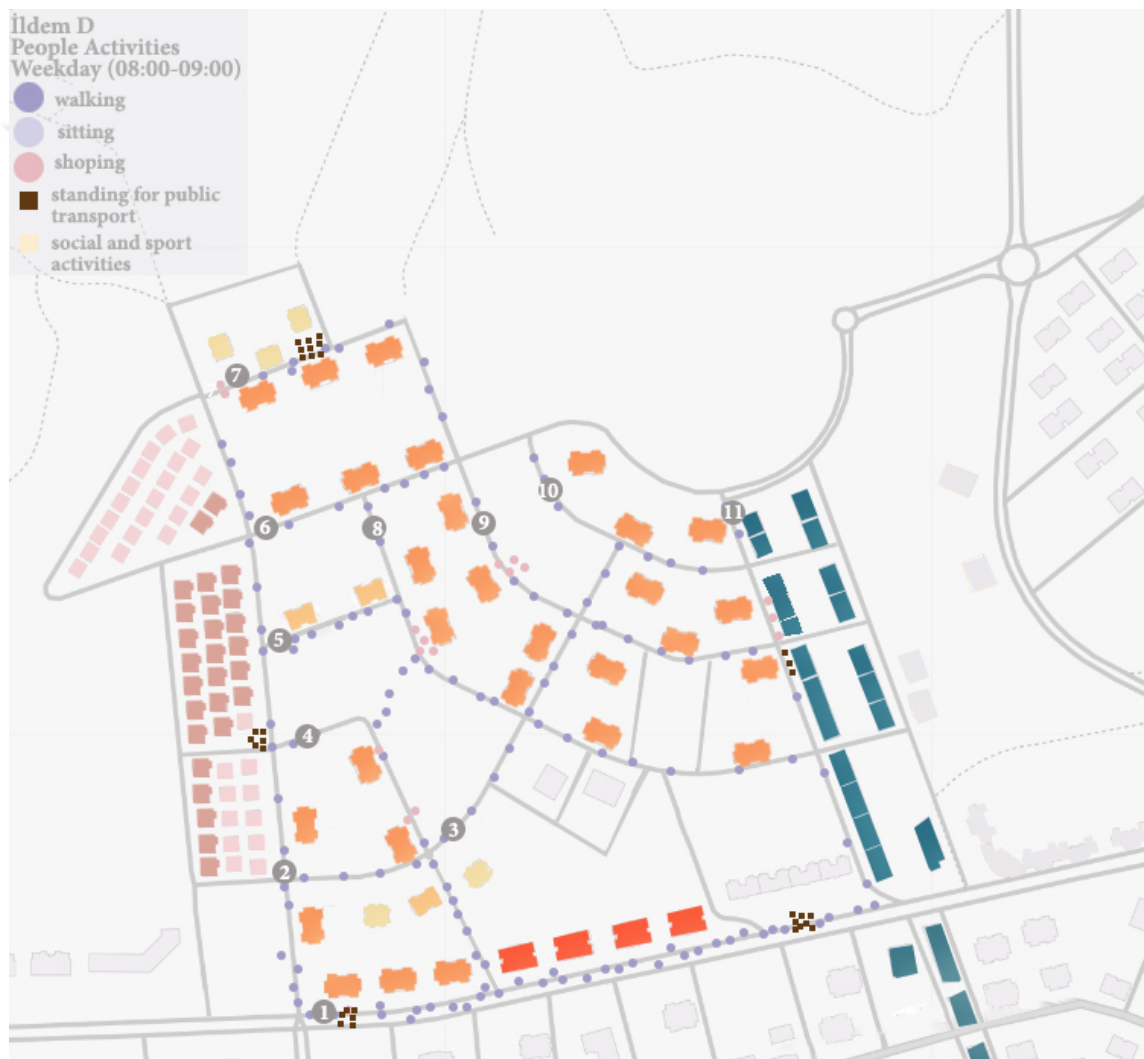 İldem D
People Activities
Weekday (08:00-09:00)
walking
sitting
shoping
standing for public
transport
social and sport
activities
7
10
11
6
8
9
5
4
3
2
1